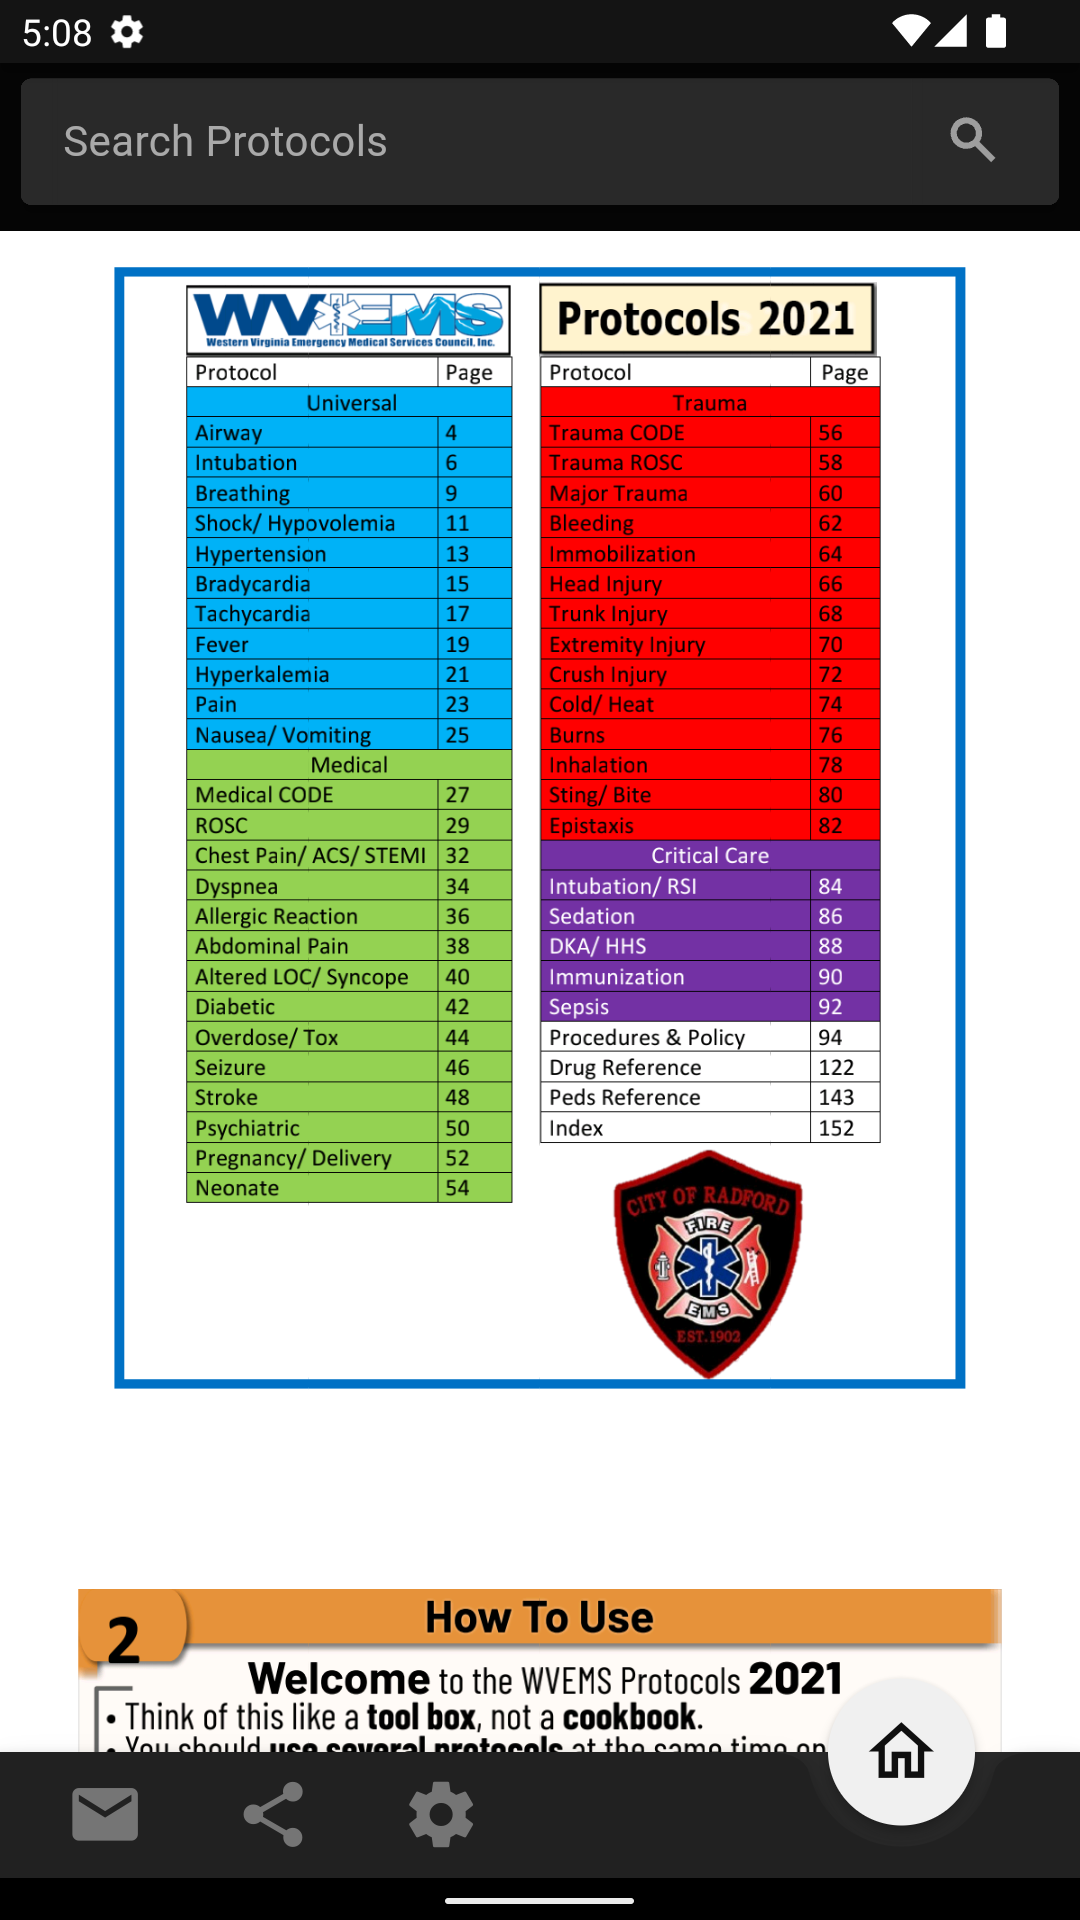 5:08
Search Protocols
WVEMS
Western Virginia Emergency Medical Services Council, Inc.
Protocol Page
Universal
Airway 4
Intubation 6
Breathing 9
Shock/ Hypovolemia 11
Hypertension 13
Bradycardia 15
Tachycardia 17
Fever 19
Hyperkalemia 21
Pain 23
Nausea/ Vomiting 25
Medical
Medical CODE 27
ROSC 29
Chest Pain/ ACS/ STEMI 32
Dyspnea 34
Allergic Reaction 36
Abdominal Pain 38
Altered LOC/ Syncope 40
Diabetic 42
Overdose/ Tox 44
Seizure 46
Stroke 48
Psychiatric 50
Pregnancy/ Delivery 52
Neonate 54
Protocols 2021
Protocol Page
Trauma
Trauma CODE 56
Trauma ROSC 58
Major Trauma 60
Bleeding 62
Immobilization 64
Head Injury 66
Trunk Injury 68
Extremity Injury 70
Crush Injury 72
Cold/ Heat 74
Burns 76
Inhalation 78
Sting/ Bite 80
Epistaxis 82
Critical Care
Intubation/ RSI 84
Sedation 86
DKA/ HHS 88
Immunization 90
Sepsis 92
Procedures & Policy 94
Drug Reference 122
Peds Reference 143
Index 152
CITY OF RADFORD
FIRE
EMS
EST.1902
2
How To Use
Welcome to the WVEMS Protocols 2021
• Think of this like a tool box, not a cookbook.
• You should use several protocols at the same time on